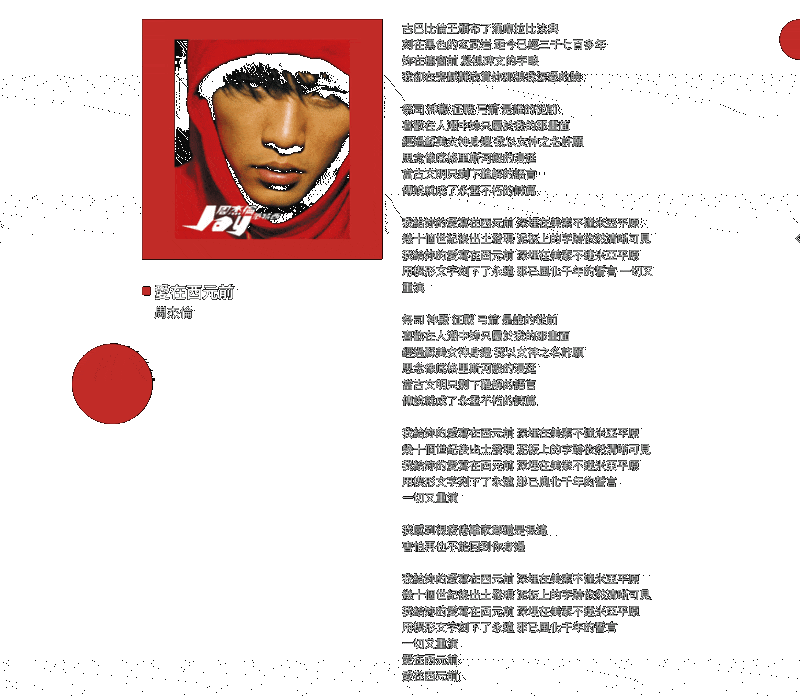 周杰倫
Jay
愛在西元前
周杰倫
古巴比倫王頒布了漢摩拉比法典
刻在黑色的玄武岩 距今已經三千七百多年
妳在櫥窗前 凝視碑文的字眼
我卻在旁靜靜欣賞你那張我深愛的臉
祭司 神殿 征戰 弓箭 是誰的從前
喜歡在人潮中妳只屬於我的那畫面
經過蘇美女神身邊 我以女神之名許願
思念像底格里斯河般的漫延
當古文明只剩下難解的語言
傳說就成了永垂不朽的詩篇
我給妳的愛寫在西元前 深埋在美索不達米亞平原
幾十個世紀後出土發現 泥板上的字跡依然清晰可見
我給妳的愛寫在西元前 深埋在美索不達米亞平原
用楔形文字刻下了永遠 那已風化千年的誓言 一切又
重演
祭司 神殿 征戰 弓箭 是誰的從前
喜歡在人潮中妳只屬於我的那畫面
經過蘇美女神身邊 我以女神之名許願
思念像底格里斯河般的漫延
當古文明只剩下難解的語言
傳說就成了永垂不朽的詩篇
我給妳的愛寫在西元前 深埋在美索不達米亞平原
幾十個世紀後出土發現 泥板上的字跡依然清晰可見
我給妳的愛寫在西元前 深埋在美索不達米亞平原
用楔形文字刻下了永遠 那已風化千年的誓言
一切又重演
我感到很疲倦離家鄉還是很遠
害怕再也不能回到你身邊
我給妳的愛寫在西元前 深埋在美索不達米亞平原
幾十個世紀後出土發現 泥板上的字跡依然清晰可見
我給妳的愛寫在西元前 深埋在美索不達米亞平原
用楔形文字刻下了永遠 那已風化千年的誓言
一切又重演
愛在西元前
愛在西元前